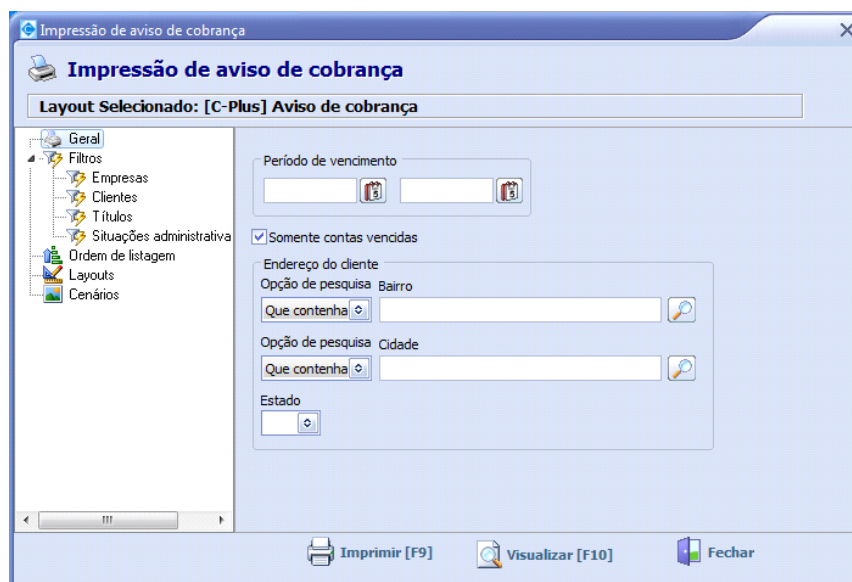 Impressão de aviso de cobrança
Impressão de aviso de cobrança
Layout Selecionado: [C-Plus] Aviso de cobrança
Geral
Filtros
Empresas
Clientes
Títulos
Situações administrativa
Ordem de listagem
Layouts
Cenários
Período de vencimento
5
5
Somente contas vencidas
Endereço do cliente
Opção de pesquisa Bairro
Que contenha
Opção de pesquisa Cidade
Que contenha
Estado
Imprimir [F9] Visualizar [F10] Fechar